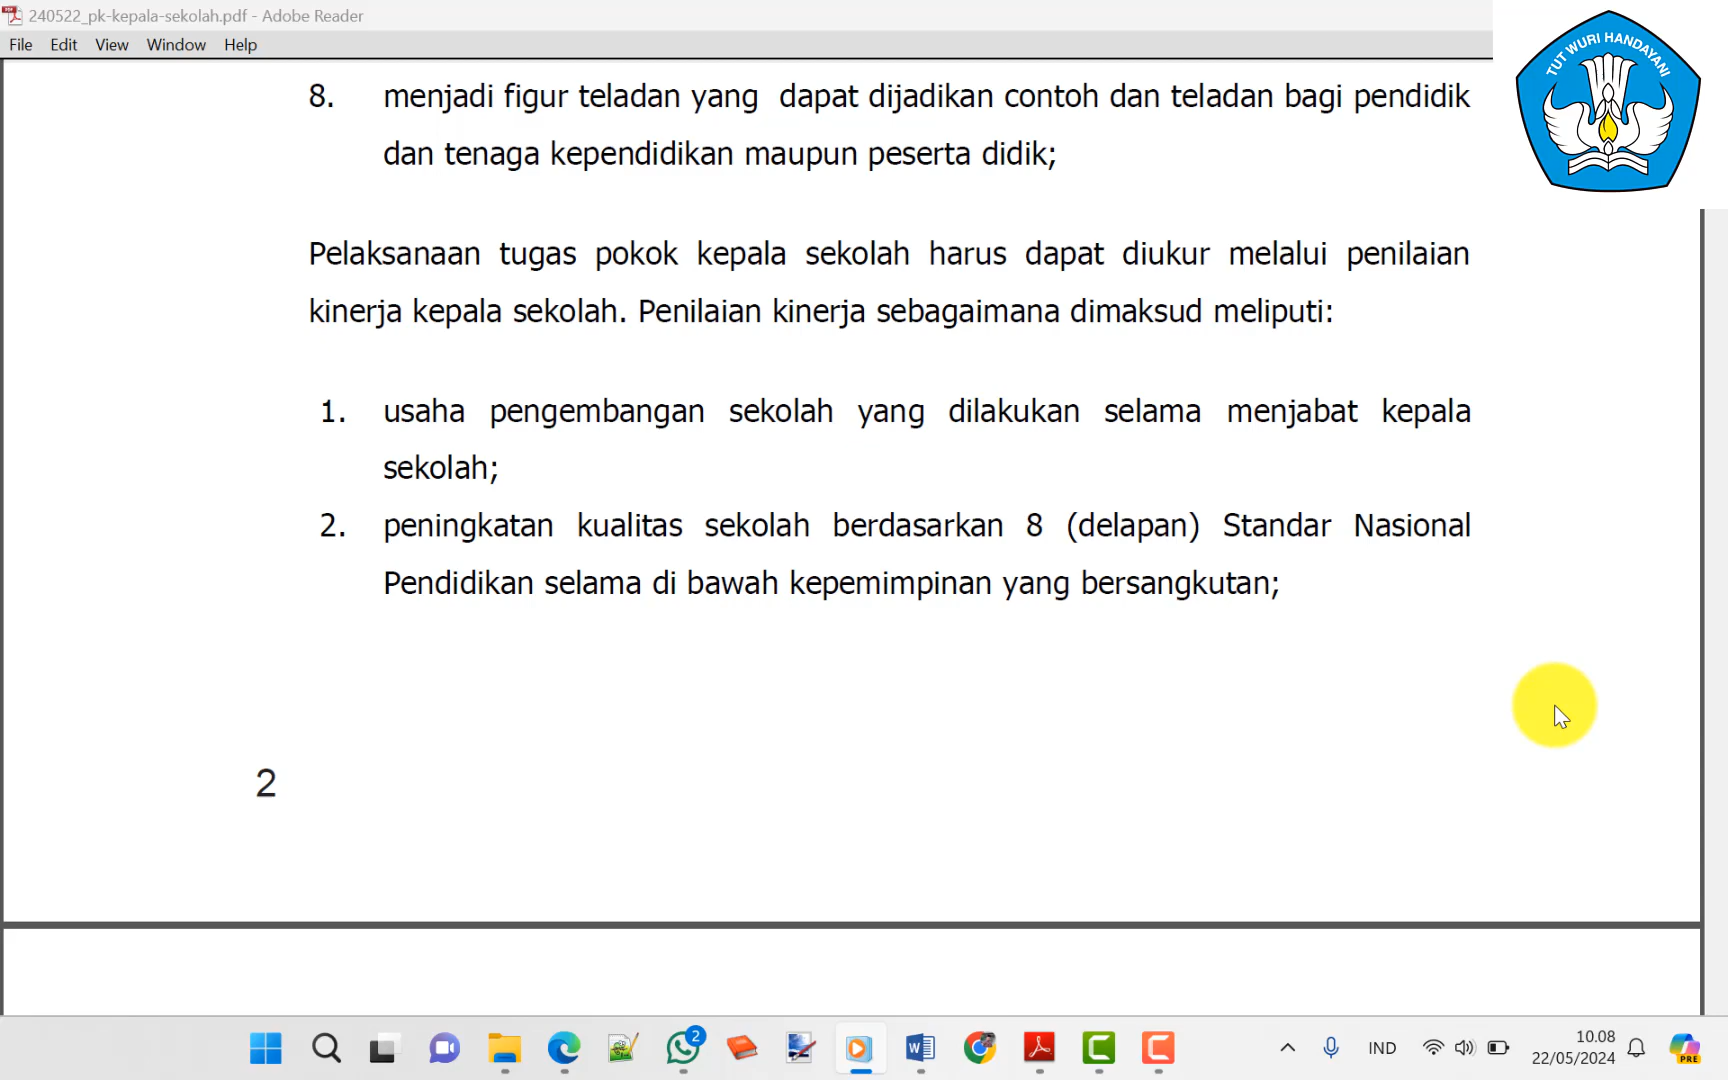 240522_pk-kepala-sekolah.pdf - Adobe Reader
File Edit View Window Help
TUT WURI HANDAYANI
8. menjadi figur teladan yang dapat dijadikan contoh dan teladan bagi pendidik
dan tenaga kependidikan maupun peserta didik;
Pelaksanaan tugas pokok kepala sekolah harus dapat diukur melalui penilaian
kinerja kepala sekolah. Penilaian kinerja sebagaimana dimaksud meliputi:
1. usaha pengembangan sekolah yang dilakukan selama menjabat kepala
sekolah;
2. peningkatan kualitas sekolah berdasarkan 8 (delapan) Standar Nasional
Pendidikan selama di bawah kepemimpinan yang bersangkutan;
2
2
IND
10.08
22/05/2024
PRE